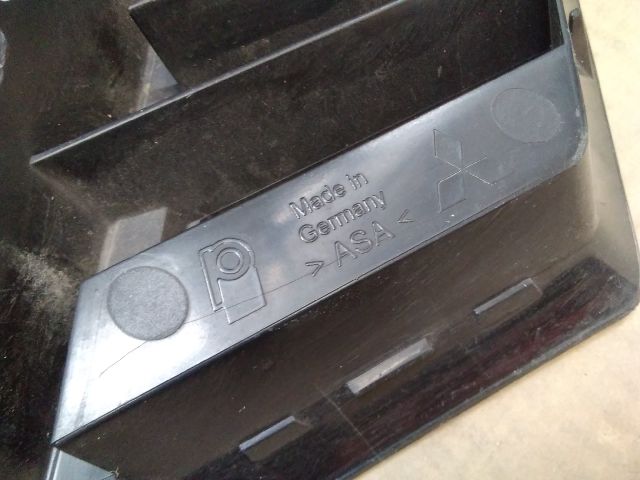 Made in
Germany
> ASA <